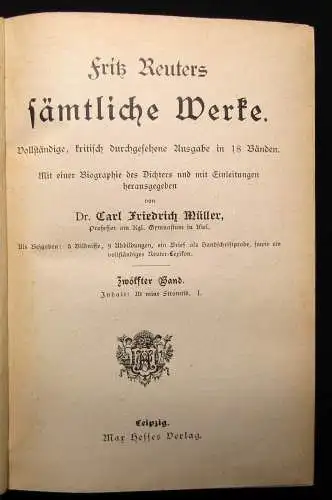 Fritz Reuters
sämtliche Werke.
Vollständige, kritisch durchgesehene Ausgabe in 18 Bänden.
Mit einer Biographie des Dichters und mit Einleitungen
herausgegeben
von
Dr. Carl Friedrich Müller,
Professor am Kgl. Gymnasium in Kiel.
Als Beigaben: 5 Bildnisse, 9 Abbildungen, ein Brief als Handschriftprobe, sowie ein
vollständiges Reuter-Lexikon.
Zwölfter Band.
Inhalt: Ut mine Stromtid. I.
Leipzig.
Max Hesses Verlag.